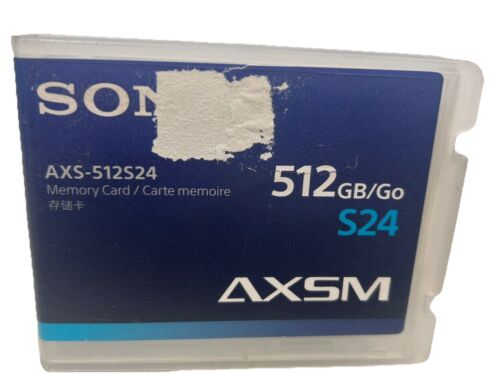 SON
AXS-512S24
Memory Card / Carte memoire
存储卡
512GB/Go
S24
AXSM